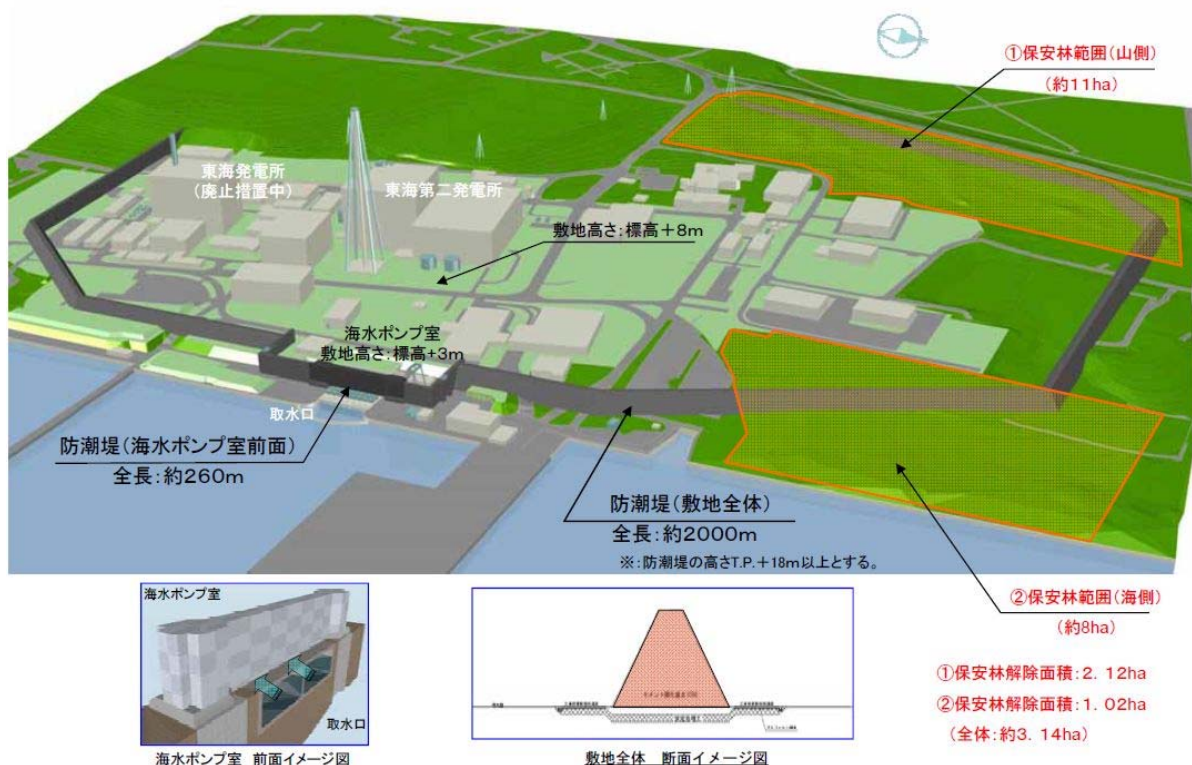 ①保安林範囲(山側)
(約11ha)
東海発電所
(廃止措置中)
東海第二発電所
敷地高さ:標高+8m
海水ポンプ室
敷地高さ:標高+3m
取水口
防潮堤(海水ポンプ室前面)
全長:約260m
防潮堤(敷地全体)
全長:約2000m
※:防潮堤の高さT.P.+18m以上とする。
②保安林範囲(海側)
(約8ha)
①保安林解除面積:2.12ha
②保安林解除面積:1.02ha
(全体:約3.14ha)
海水ポンプ室
取水口
海水ポンプ室 前面イメージ図
敷地全体 断面イメージ図